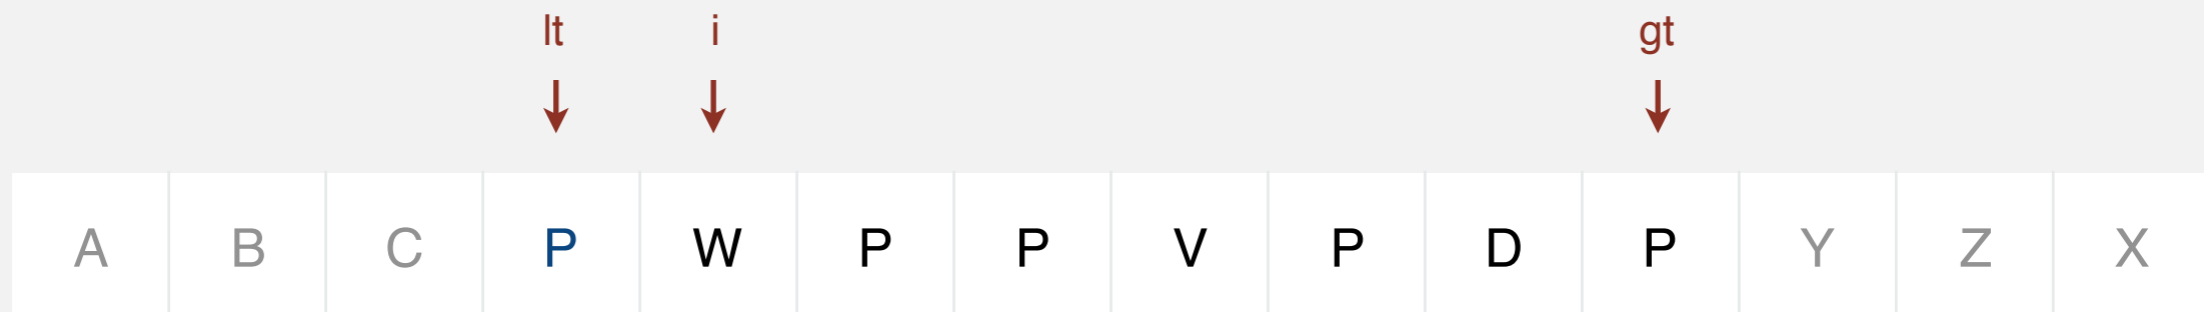 lt i gt
A B C P W P P V P D P Y Z X